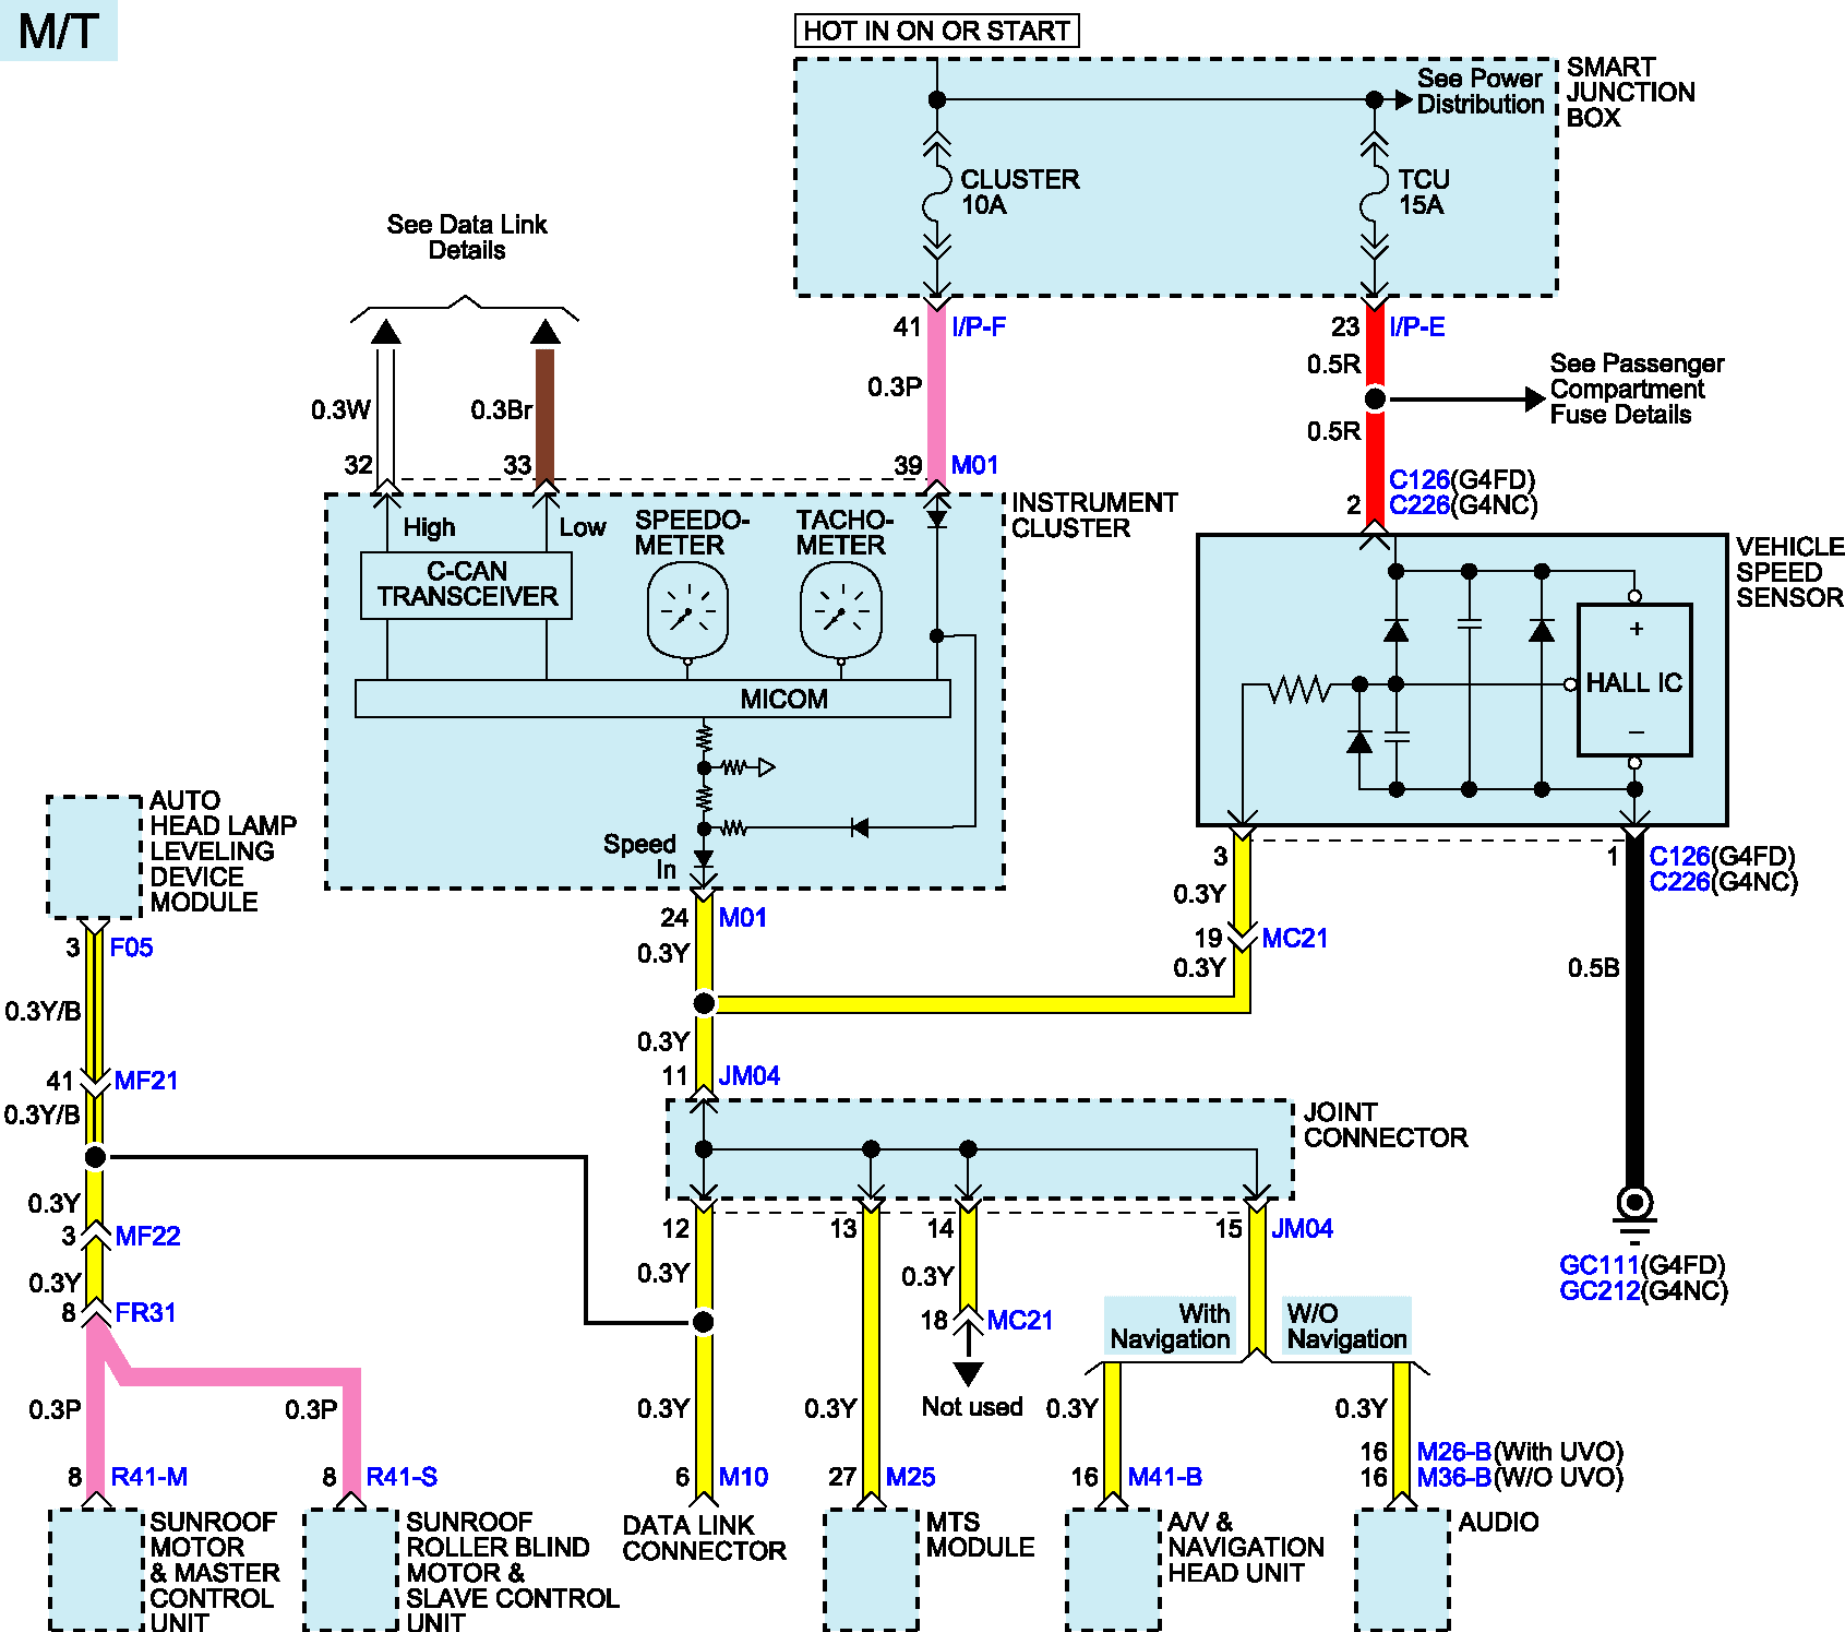 M/T
HOT IN ON OR START
See Power
Distribution
SMART
JUNCTION
BOX
CLUSTER
10A
TCU
15A
See Data Link
Details
41 I/P-F
23 I/P-E
0.3P
0.5R
See Passenger
Compartment
Fuse Details
0.5R
0.3W
0.3Br
32
33
39 M01
C126(G4FD)
2 C226(G4NC)
INSTRUMENT
CLUSTER
High
Low
SPEEDO-
METER
TACHO-
METER
C-CAN
TRANSCEIVER
MICOM
Speed
In
VEHICLE
SPEED
SENSOR
+
HALL IC
−
AUTO
HEAD LAMP
LEVELING
DEVICE
MODULE
3 F05
0.3Y/B
41 MF21
0.3Y/B
24 M01
0.3Y
0.3Y
11 JM04
3
0.3Y
19 MC21
0.3Y
1 C126(G4FD)
C226(G4NC)
0.5B
GC111(G4FD)
GC212(G4NC)
JOINT
CONNECTOR
0.3Y
3 MF22
0.3Y
8 FR31
0.3P
0.3P
8 R41-M
8 R41-S
12
13
14
15 JM04
0.3Y
0.3Y
18 MC21
Not used
With
Navigation
W/O
Navigation
0.3Y
0.3Y
0.3Y
0.3Y
6 M10
27 M25
16 M41-B
16 M26-B(With UVO)
16 M36-B(W/O UVO)
SUNROOF
MOTOR
& MASTER
CONTROL
UNIT
SUNROOF
ROLLER BLIND
MOTOR &
SLAVE CONTROL
UNIT
DATA LINK
CONNECTOR
MTS
MODULE
A/V &
NAVIGATION
HEAD UNIT
AUDIO